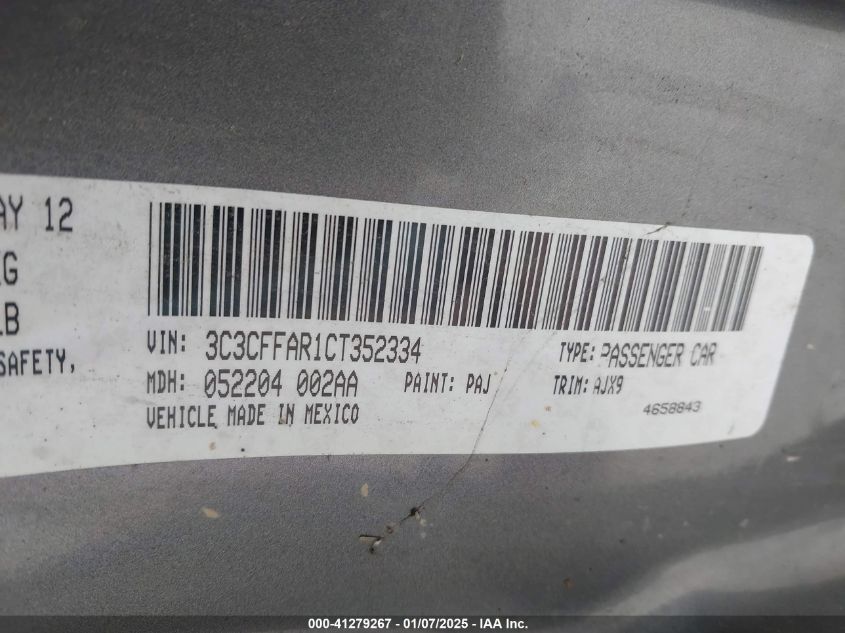 AY 12
G
LB
SAFETY,
VIN: 3C3CFFAR1CT352334 TYPE: PASSENGER CAR
MDH: 052204 002AA PAINT: PAJ TRIM: AJX9
VEHICLE MADE IN MEXICO 4658843
000-41279267 - 01/07/2025 - IAA Inc.